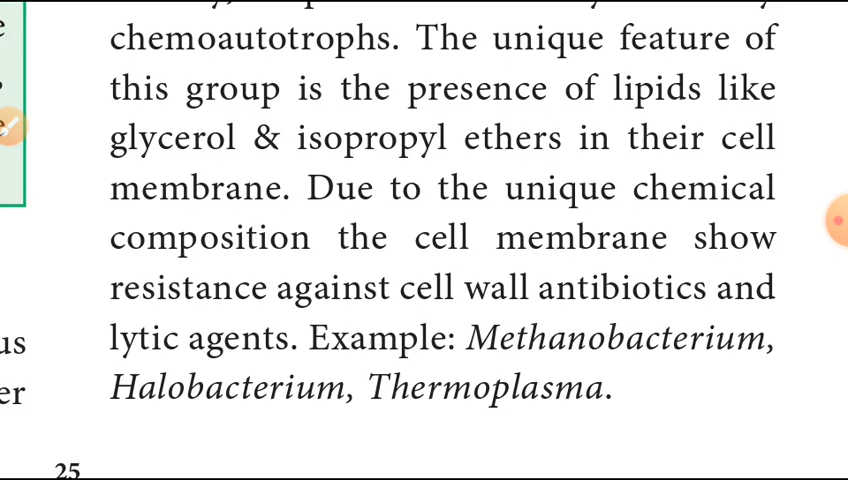 chemoautotrophs. The unique feature of
this group is the presence of lipids like
glycerol & isopropyl ethers in their cell
membrane. Due to the unique chemical
composition the cell membrane show
resistance against cell wall antibiotics and
lytic agents. Example: Methanobacterium,
Halobacterium, Thermoplasma.
us
er
25